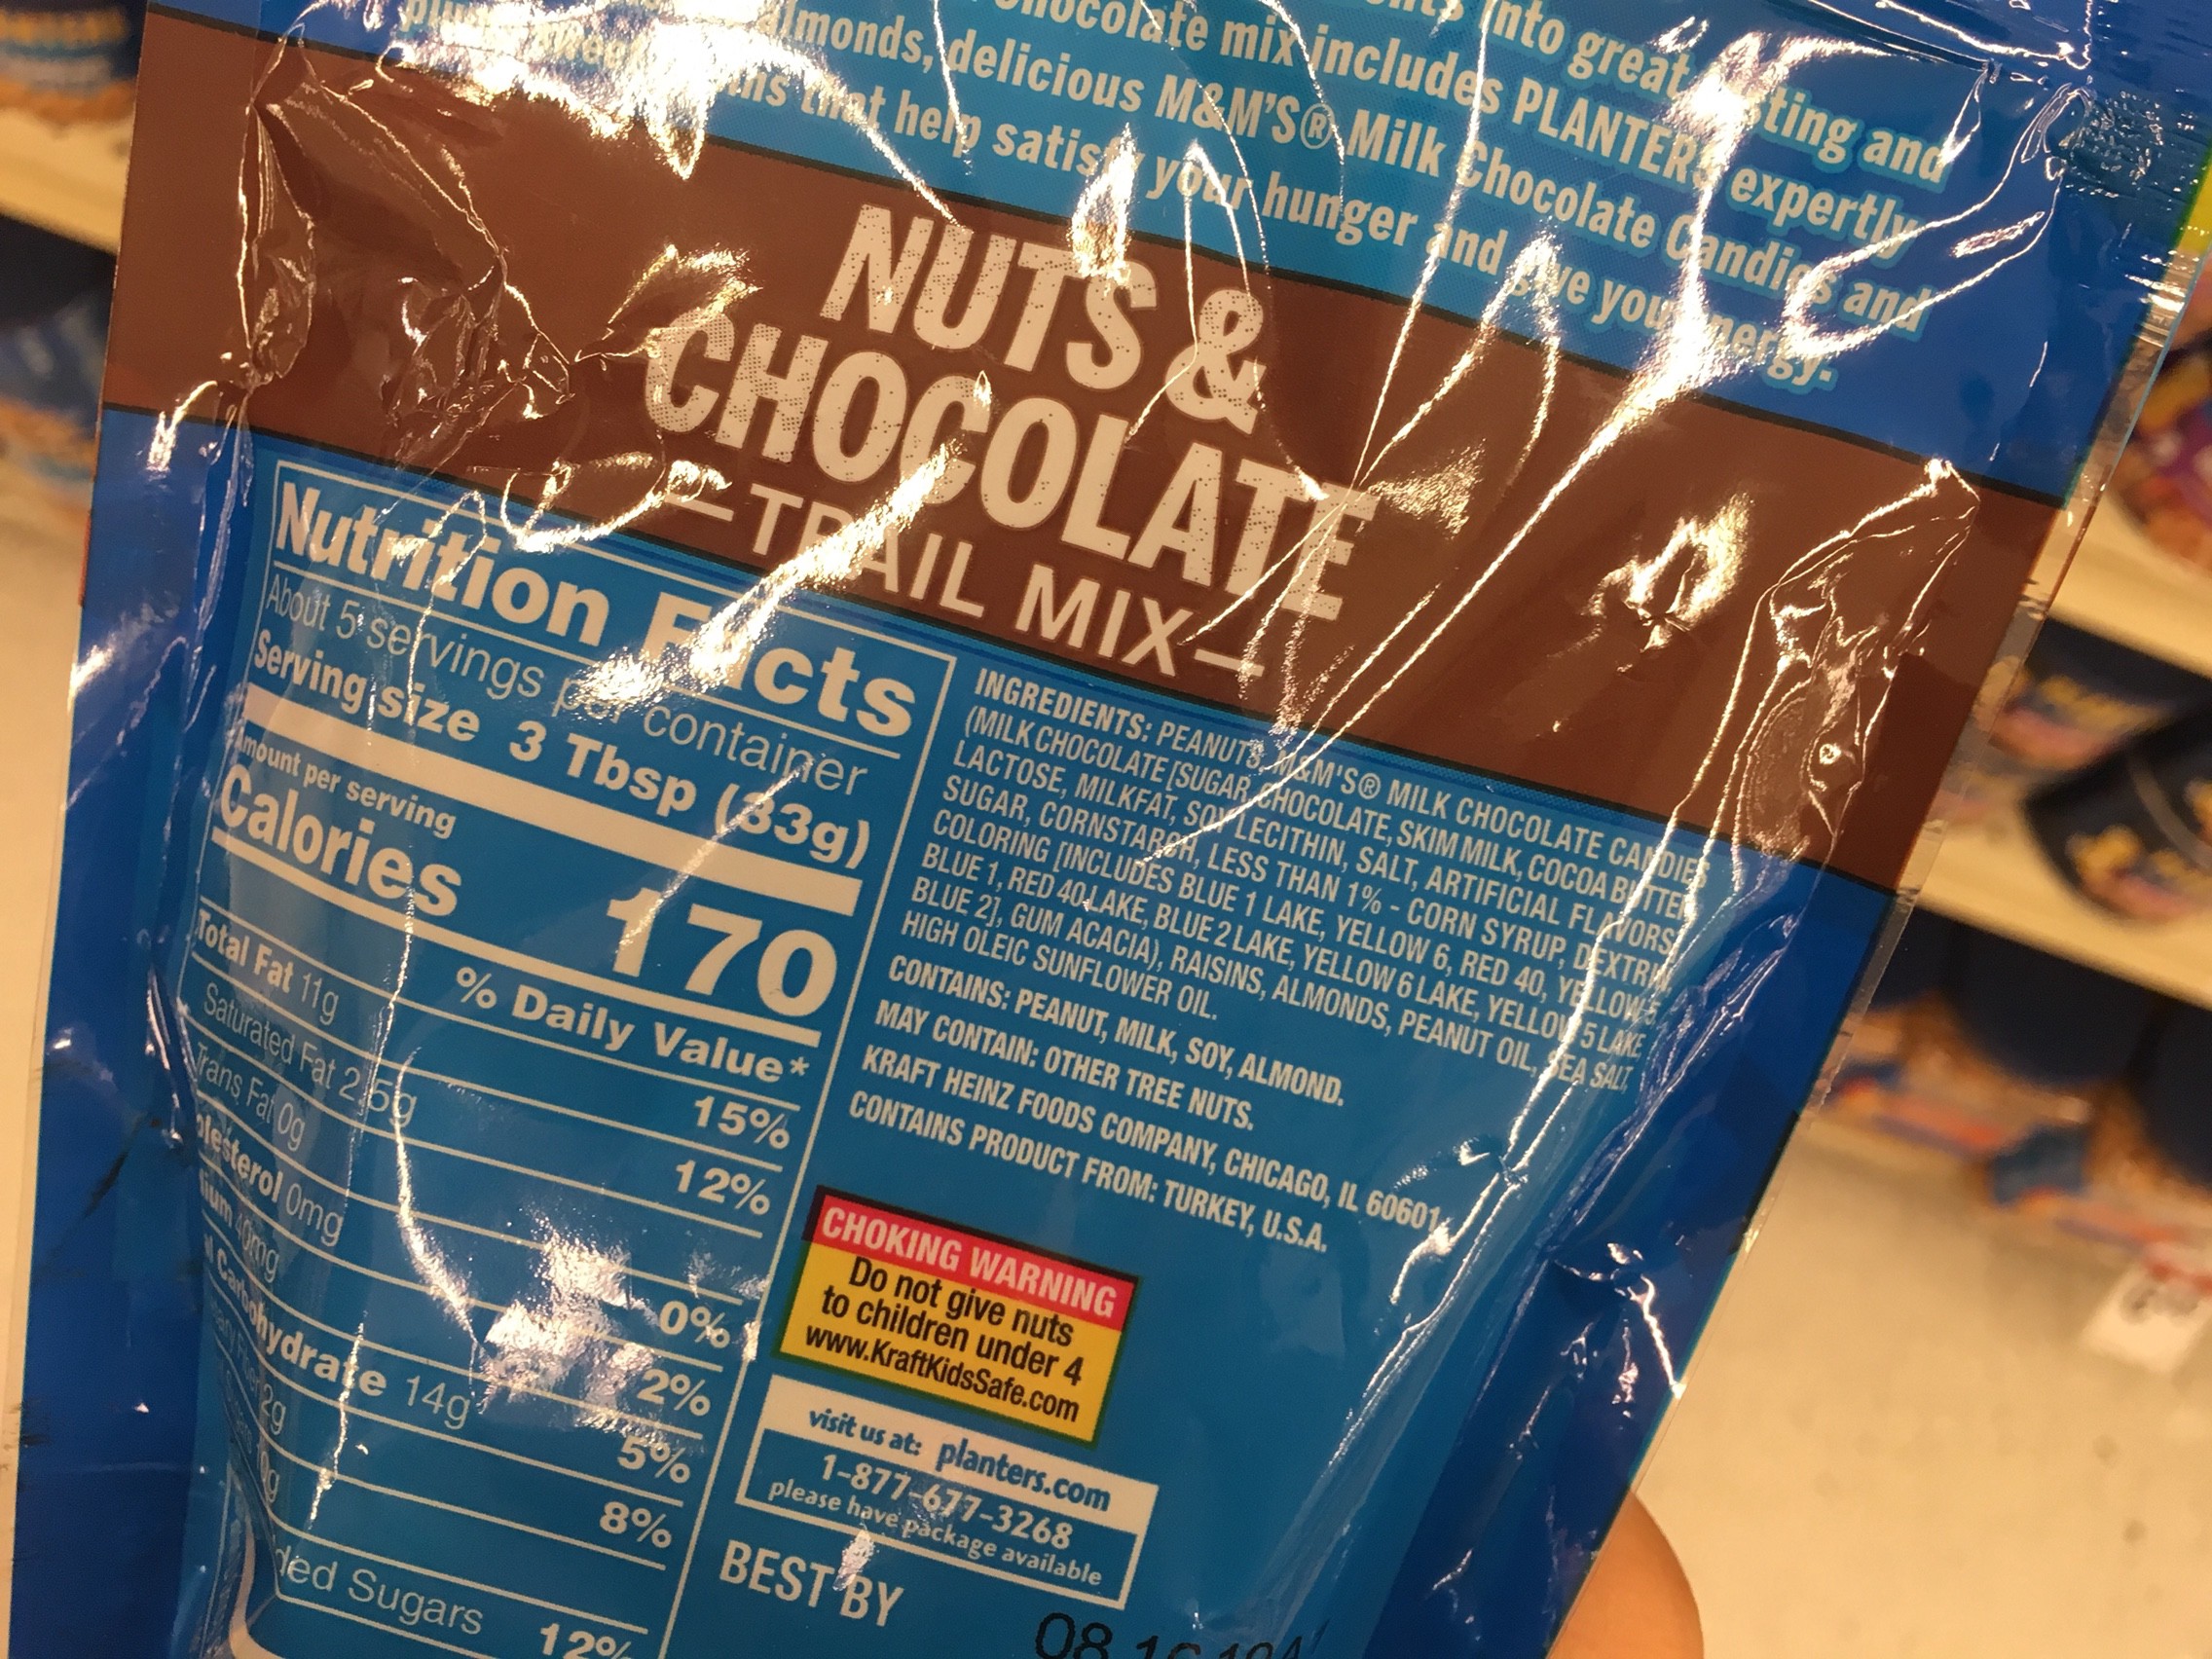 into great tasting and
chocolate mix includes PLANTERS expertly
almonds, delicious M&M'S® Milk Chocolate Candies and
that help satisfy your hunger and give you energy.
NUTS &
CHOCOLATE
TRAIL MIX
Nutrition Facts
About 5 servings per container
Serving size 3 Tbsp (33g)
Amount per serving
Calories 170
% Daily Value*
Total Fat 11g 15%
Saturated Fat 2.5g 12%
Trans Fat 0g
Cholesterol 0mg 0%
40mg 2%
Carbohydrate 14g 5%
2g 8%
Sugars 12%
INGREDIENTS: PEANUTS, M&M'S® MILK CHOCOLATE CANDIES
(MILK CHOCOLATE [SUGAR, CHOCOLATE, SKIM MILK, COCOA BUTTER,
LACTOSE, MILKFAT, SOY LECITHIN, SALT, ARTIFICIAL FLAVORS],
SUGAR, CORNSTARCH, LESS THAN 1% - CORN SYRUP, DEXTRIN,
COLORING [INCLUDES BLUE 1 LAKE, YELLOW 6, RED 40, YELLOW 5,
BLUE 1, RED 40 LAKE, BLUE 2 LAKE, YELLOW 6 LAKE, YELLOW 5 LAKE,
BLUE 2], GUM ACACIA), RAISINS, ALMONDS, PEANUT OIL, SEA SALT,
HIGH OLEIC SUNFLOWER OIL.
CONTAINS: PEANUT, MILK, SOY, ALMOND.
MAY CONTAIN: OTHER TREE NUTS.
KRAFT HEINZ FOODS COMPANY, CHICAGO, IL 60601
CONTAINS PRODUCT FROM: TURKEY, U.S.A.
CHOKING WARNING
Do not give nuts
to children under 4
www.KraftKidsSafe.com
visit us at: planters.com
1-877-677-3268
please have package available
BEST BY
08